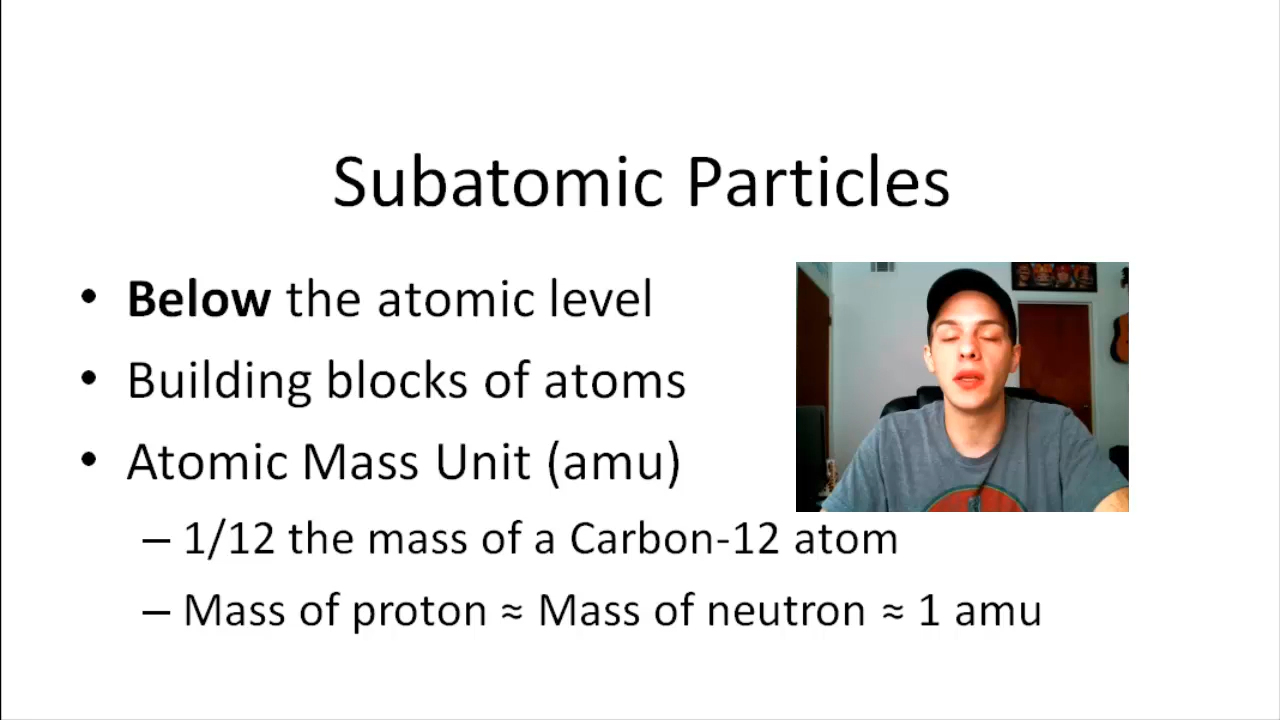 Subatomic Particles
• Below the atomic level
• Building blocks of atoms
• Atomic Mass Unit (amu)
– 1/12 the mass of a Carbon-12 atom
– Mass of proton ≈ Mass of neutron ≈ 1 amu